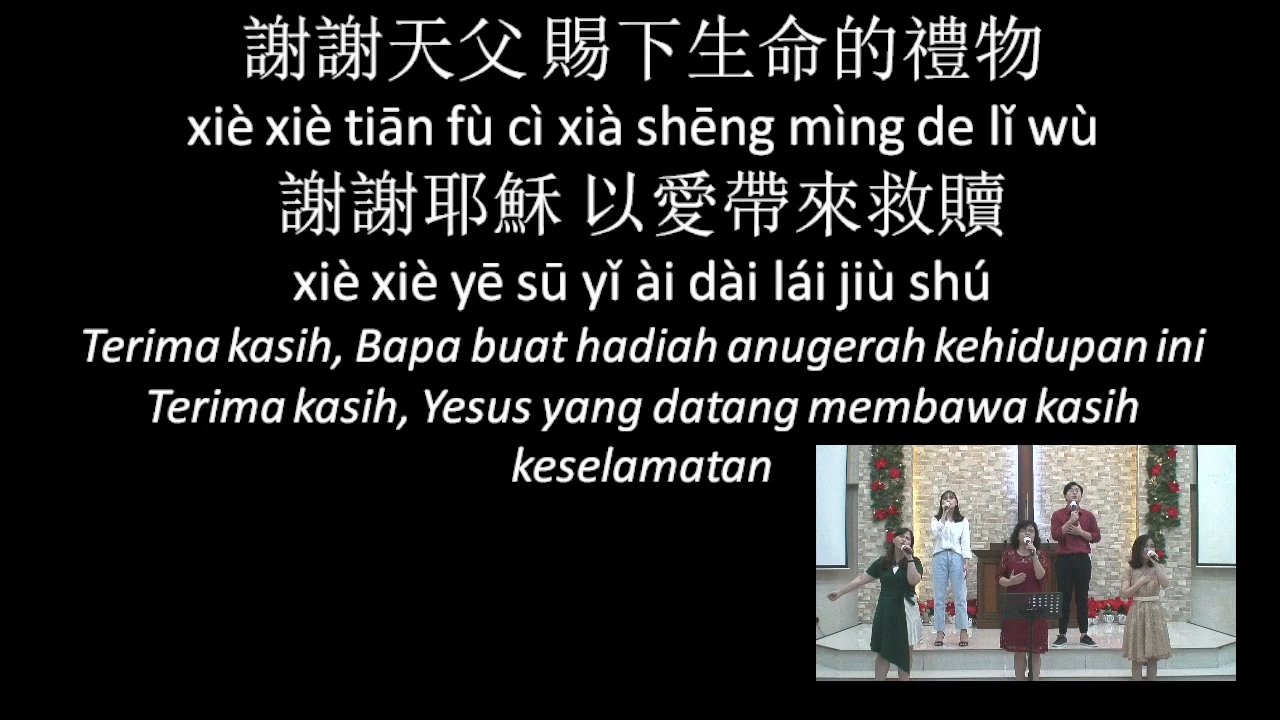 謝謝天父 賜下生命的禮物
xiè xiè tiān fù cì xià shēng mìng de lǐ wù
謝謝耶穌 以愛帶來救贖
xiè xiè yē sū yǐ ài dài lái jiù shú
Terima kasih, Bapa buat hadiah anugerah kehidupan ini
Terima kasih, Yesus yang datang membawa kasih
keselamatan